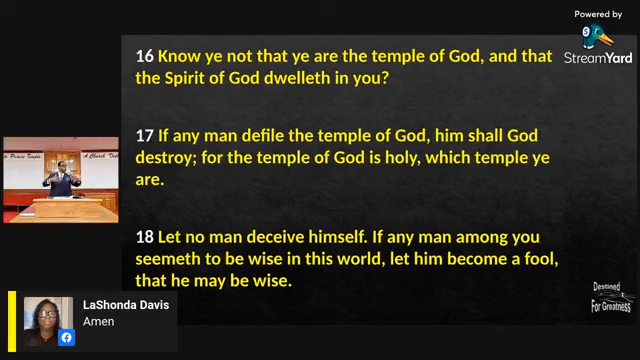 Powered by
StreamYard
16 Know ye not that ye are the temple of God, and that
the Spirit of God dwelleth in you?
17 If any man defile the temple of God, him shall God
destroy; for the temple of God is holy, which temple ye
are.
18 Let no man deceive himself. If any man among you
seemeth to be wise in this world, let him become a fool,
that he may be wise.
LaShonda Davis
Amen
Destined
For Greatness